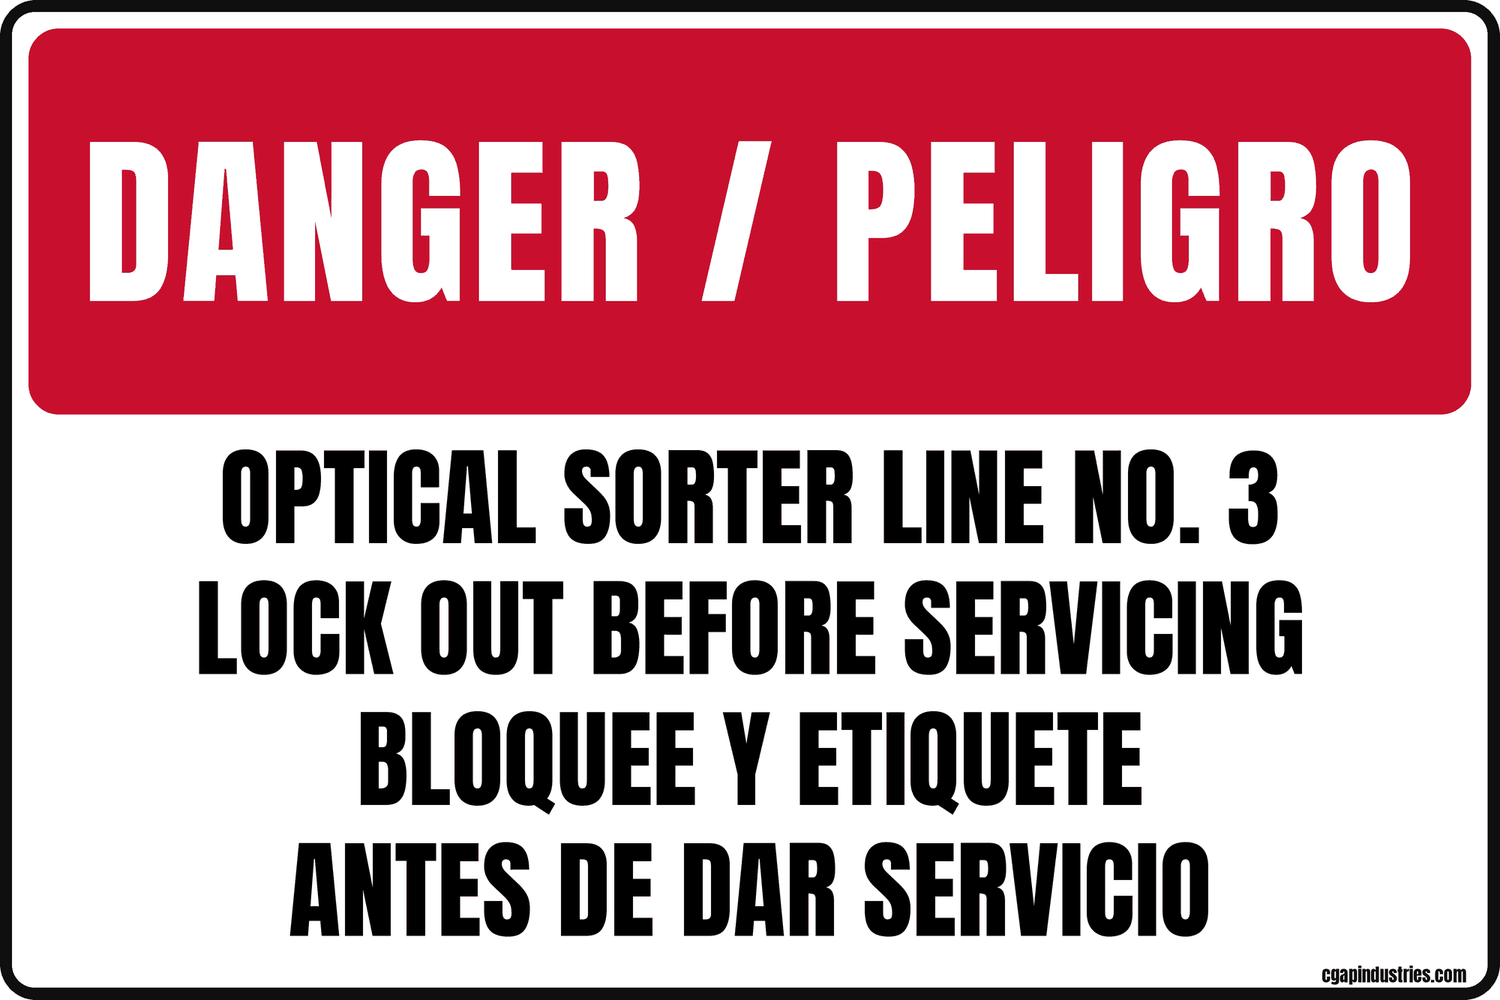 DANGER / PELIGRO
OPTICAL SORTER LINE NO. 3
LOCK OUT BEFORE SERVICING
BLOQUEE Y ETIQUETE
ANTES DE DAR SERVICIO
cgapindustries.com